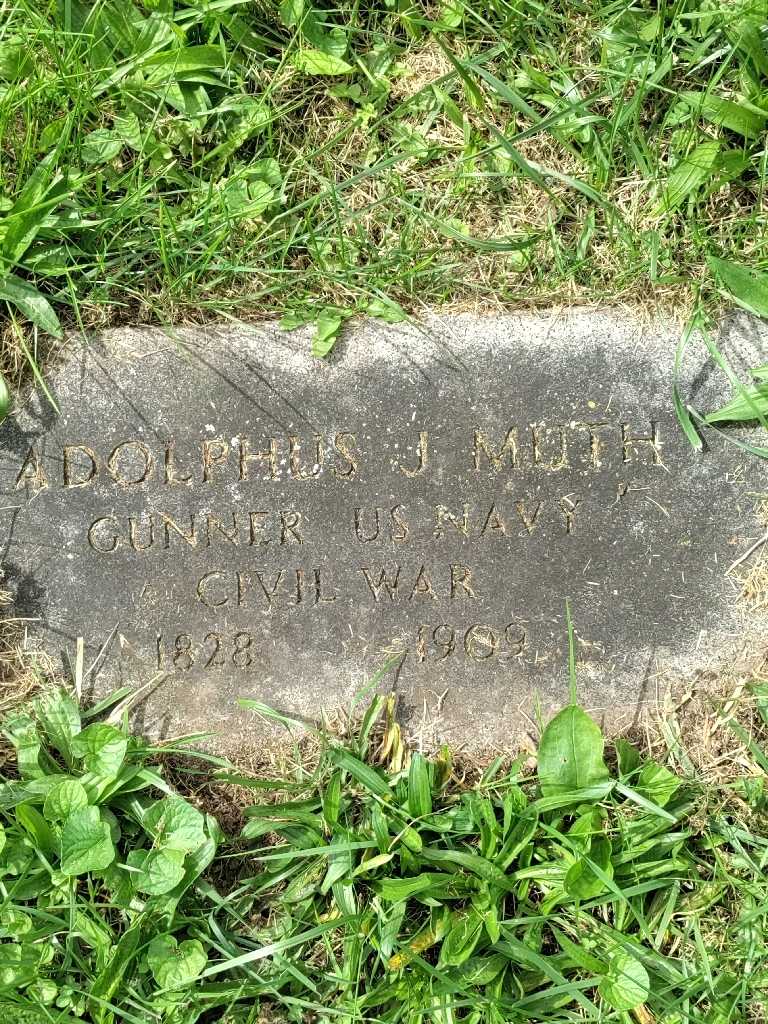 ADOLPHUS J MUTH
GUNNER US NAVY
CIVIL WAR
1828 1909